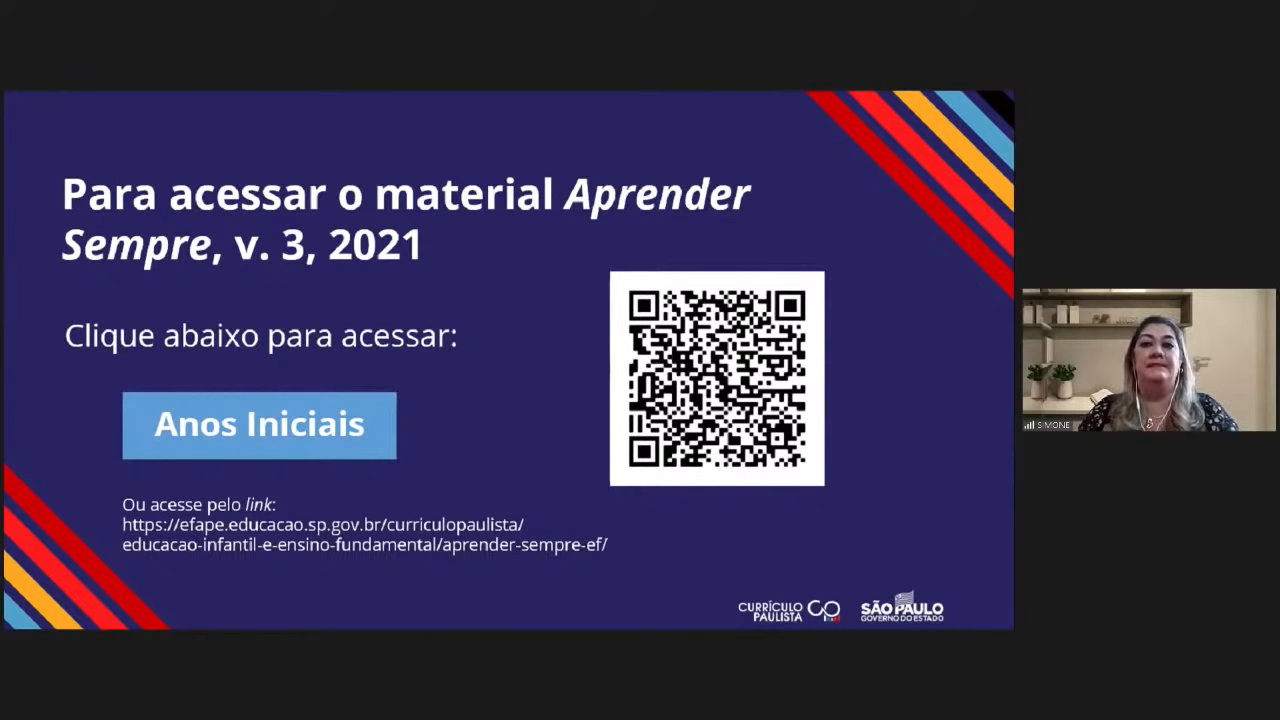 Para acessar o material Aprender
Sempre, v. 3, 2021
Clique abaixo para acessar:
Anos Iniciais
Ou acesse pelo link:
https://efape.educacao.sp.gov.br/curriculopaulista/
educacao-infantil-e-ensino-fundamental/aprender-sempre-ef/
CURRÍCULO
PAULISTA
SÃO PAULO
GOVERNO DO ESTADO
SIMONE